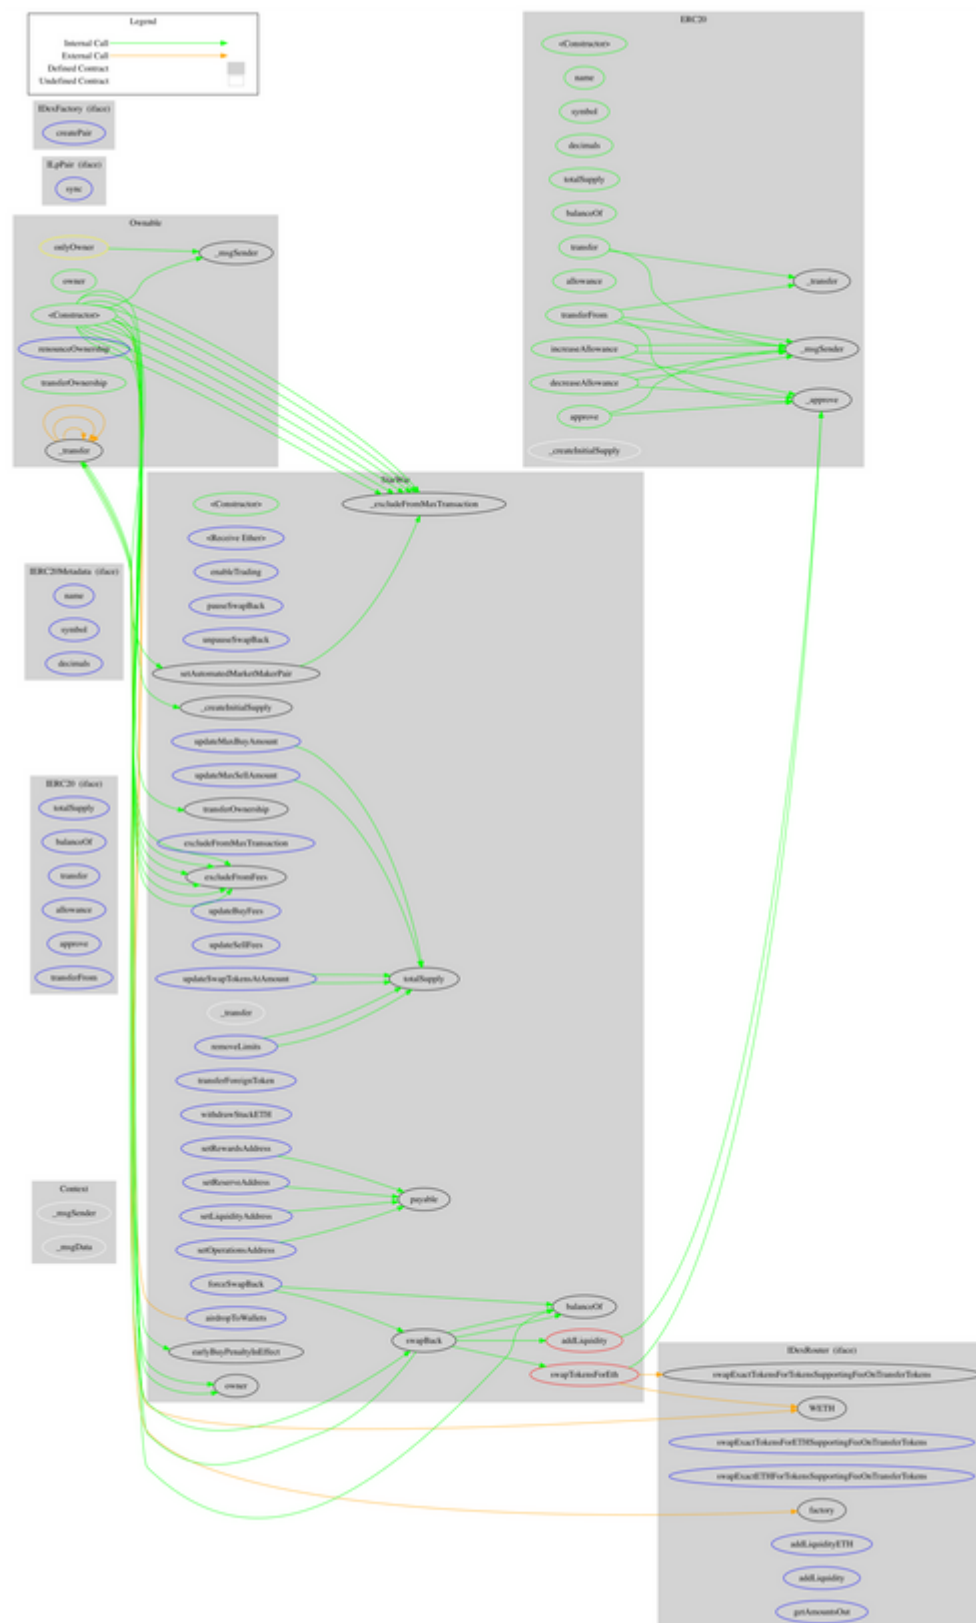 Legend
Internal Call
External Call
Defined Contract
Undefined Contract
IDexFactory (iface)
createPair
ILpPair (iface)
sync
Ownable
onlyOwner
_msgSender
owner
<Constructor>
renounceOwnership
transferOwnership
_transfer
ERC20
<Constructor>
name
symbol
decimals
totalSupply
balanceOf
transfer
_transfer
allowance
transferFrom
_msgSender
increaseAllowance
decreaseAllowance
_approve
approve
_createInitialSupply
StarWar
<Constructor>
_excludeFromMaxTransaction
<Receive Ether>
enableTrading
pauseSwapBack
unpauseSwapBack
setAutomatedMarketMakerPair
_createInitialSupply
updateMaxBuyAmount
updateMaxSellAmount
transferOwnership
excludeFromMaxTransaction
excludeFromFees
updateBuyFees
updateSellFees
updateSwapTokensAtAmount
totalSupply
_transfer
removeLimits
transferForeignToken
withdrawStuckETH
setRewardsAddress
setReserveAddress
payable
setLiquidityAddress
setOperationsAddress
forceSwapBack
balanceOf
airdropToWallets
swapBack
addLiquidity
earlyBuyPenaltyInEffect
swapTokensForEth
owner
IERC20Metadata (iface)
name
symbol
decimals
IERC20 (iface)
totalSupply
balanceOf
transfer
allowance
approve
transferFrom
Context
_msgSender
_msgData
IDexRouter (iface)
swapExactTokensForTokensSupportingFeeOnTransferTokens
WETH
swapExactTokensForETHSupportingFeeOnTransferTokens
swapExactETHForTokensSupportingFeeOnTransferTokens
factory
addLiquidityETH
addLiquidity
getAmountsOut